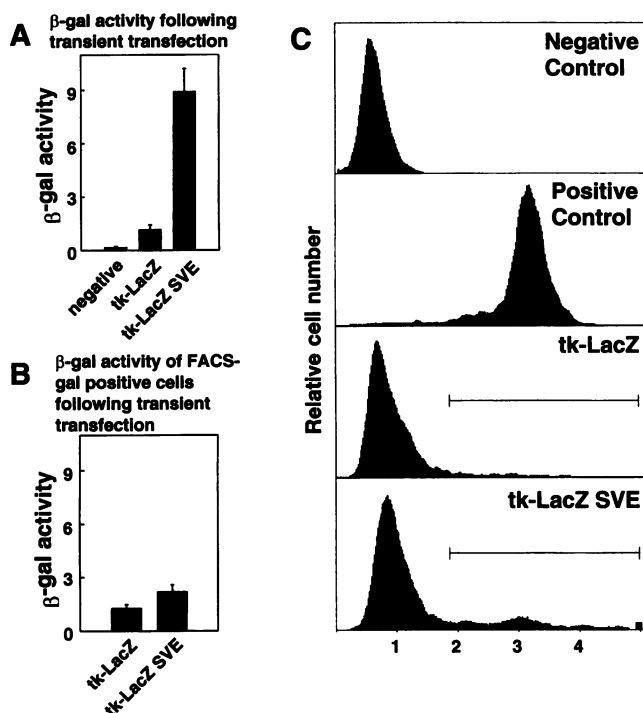 A
β-gal activity following
transient transfection
β-gal activity
9
6
3
0
negative
tk-LacZ
tk-LacZ SVE
B
β-gal activity of FACS-
gal positive cells
following transient
transfection
β-gal activity
9
6
3
0
tk-LacZ
tk-LacZ SVE
C
Relative cell number
Negative
Control
Positive
Control
tk-LacZ
tk-LacZ SVE
1 2 3 4